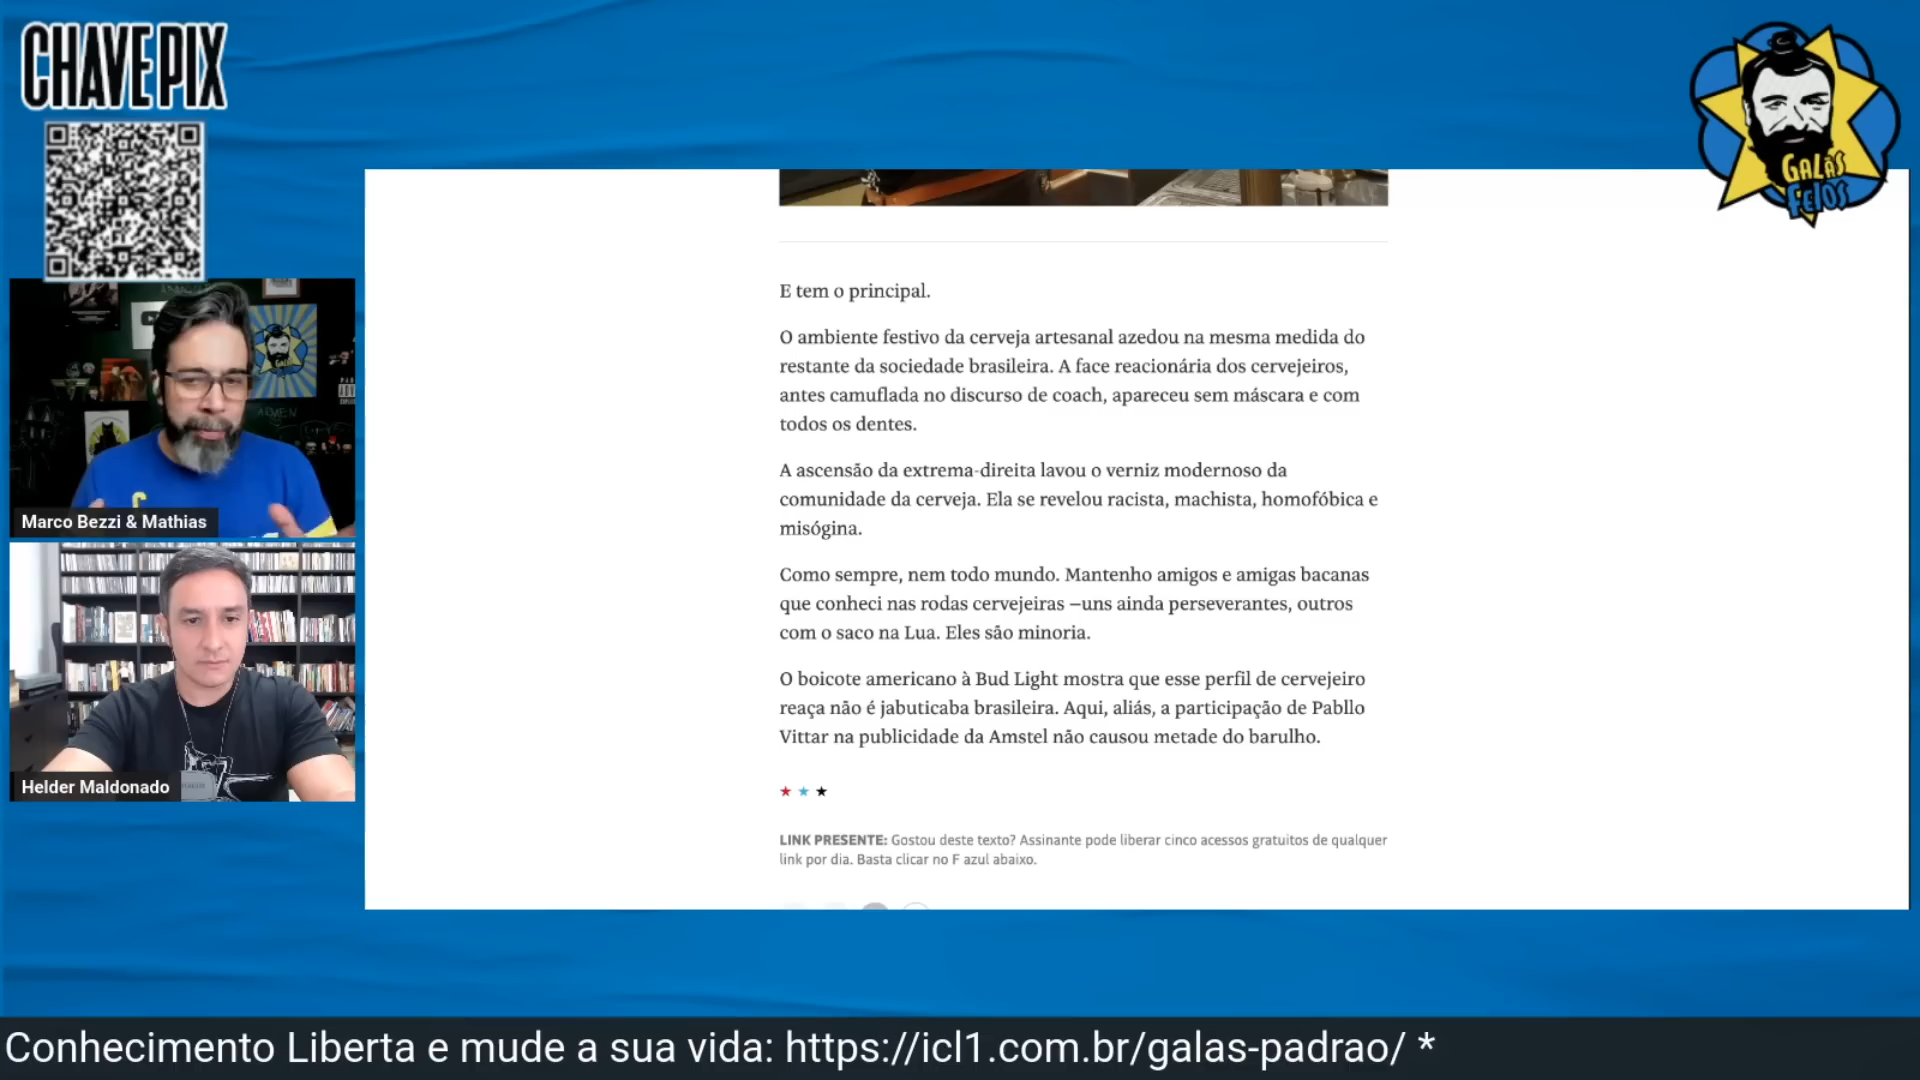 CHAVE PIX
GALÃS
FEIOS
E tem o principal.
O ambiente festivo da cerveja artesanal azedou na mesma medida do
restante da sociedade brasileira. A face reacionária dos cervejeiros,
antes camuflada no discurso de coach, apareceu sem máscara e com
todos os dentes.
A ascensão da extrema-direita lavou o verniz modernoso da
comunidade da cerveja. Ela se revelou racista, machista, homofóbica e
misógina.
Como sempre, nem todo mundo. Mantenho amigos e amigas bacanas
que conheci nas rodas cervejeiras –uns ainda perseverantes, outros
com o saco na Lua. Eles são minoria.
O boicote americano à Bud Light mostra que esse perfil de cervejeiro
reaça não é jabuticaba brasileira. Aqui, aliás, a participação de Pabllo
Vittar na publicidade da Amstel não causou metade do barulho.
LINK PRESENTE: Gostou deste texto? Assinante pode liberar cinco acessos gratuitos de qualquer
link por dia. Basta clicar no F azul abaixo.
Marco Bezzi & Mathias
Helder Maldonado
Conhecimento Liberta e mude a sua vida: https://icl1.com.br/galas-padrao/ *